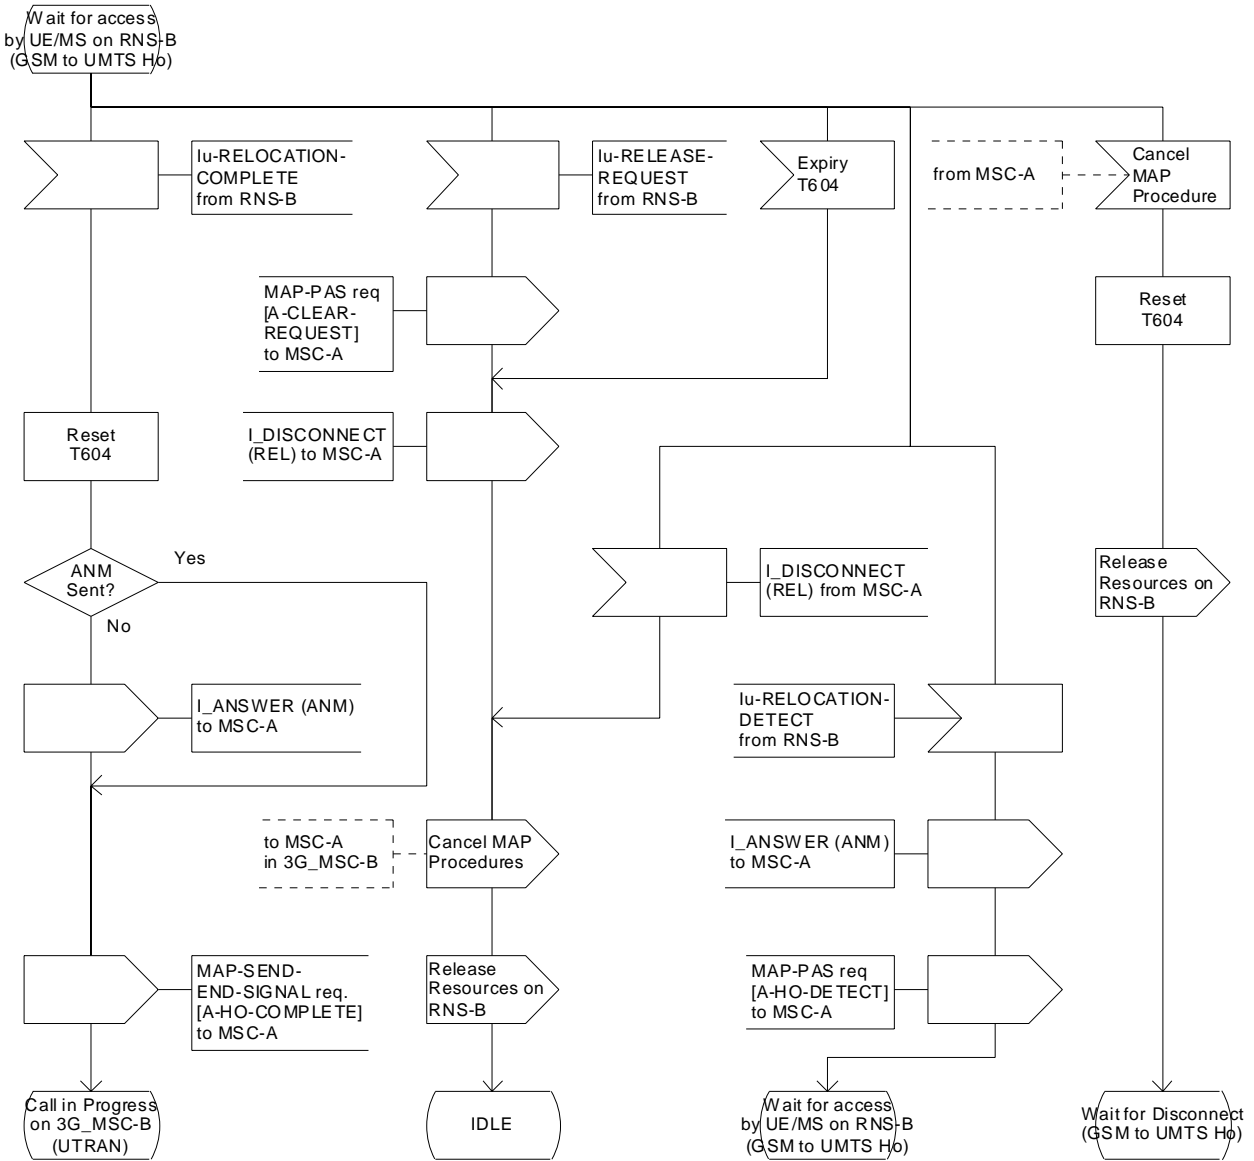 Wait for access
by UE/MS on RNS-B
(GSM to UMTS Ho)
Iu-RELOCATION-
COMPLETE
from RNS-B
Iu-RELEASE-
REQUEST
from RNS-B
Expiry
T604
from MSC-A
Cancel
MAP
Procedure
MAP-PAS req
[A-CLEAR-
REQUEST]
to MSC-A
Reset
T604
Reset
T604
I_DISCONNECT
(REL) to MSC-A
ANM
Sent?
Yes
No
I_DISCONNECT
(REL) from MSC-A
Release
Resources on
RNS-B
I_ANSWER (ANM)
to MSC-A
Iu-RELOCATION-
DETECT
from RNS-B
to MSC-A
in 3G_MSC-B
Cancel MAP
Procedures
I_ANSWER (ANM)
to MSC-A
MAP-SEND-
END-SIGNAL req.
[A-HO-COMPLETE]
to MSC-A
Release
Resources on
RNS-B
MAP-PAS req
[A-HO-DETECT]
to MSC-A
Call in Progress
on 3G_MSC-B
(UTRAN)
IDLE
Wait for access
by UE/MS on RNS-B
(GSM to UMTS Ho)
Wait for Disconnect
(GSM to UMTS Ho)